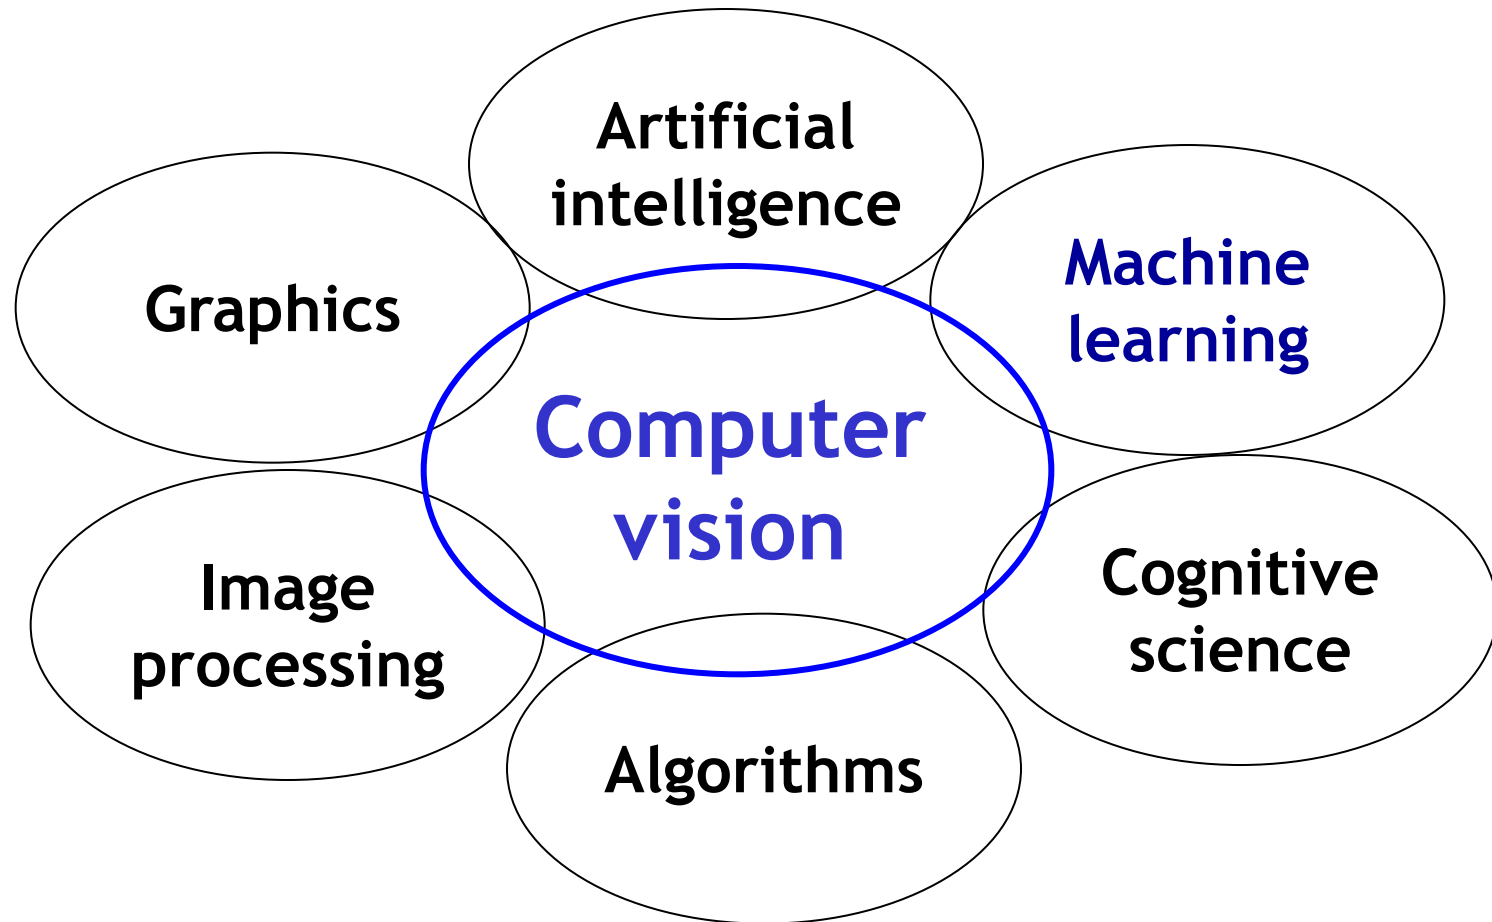 Artificial
intelligence
Machine
learning
Graphics
Computer
vision
Cognitive
science
Image
processing
Algorithms